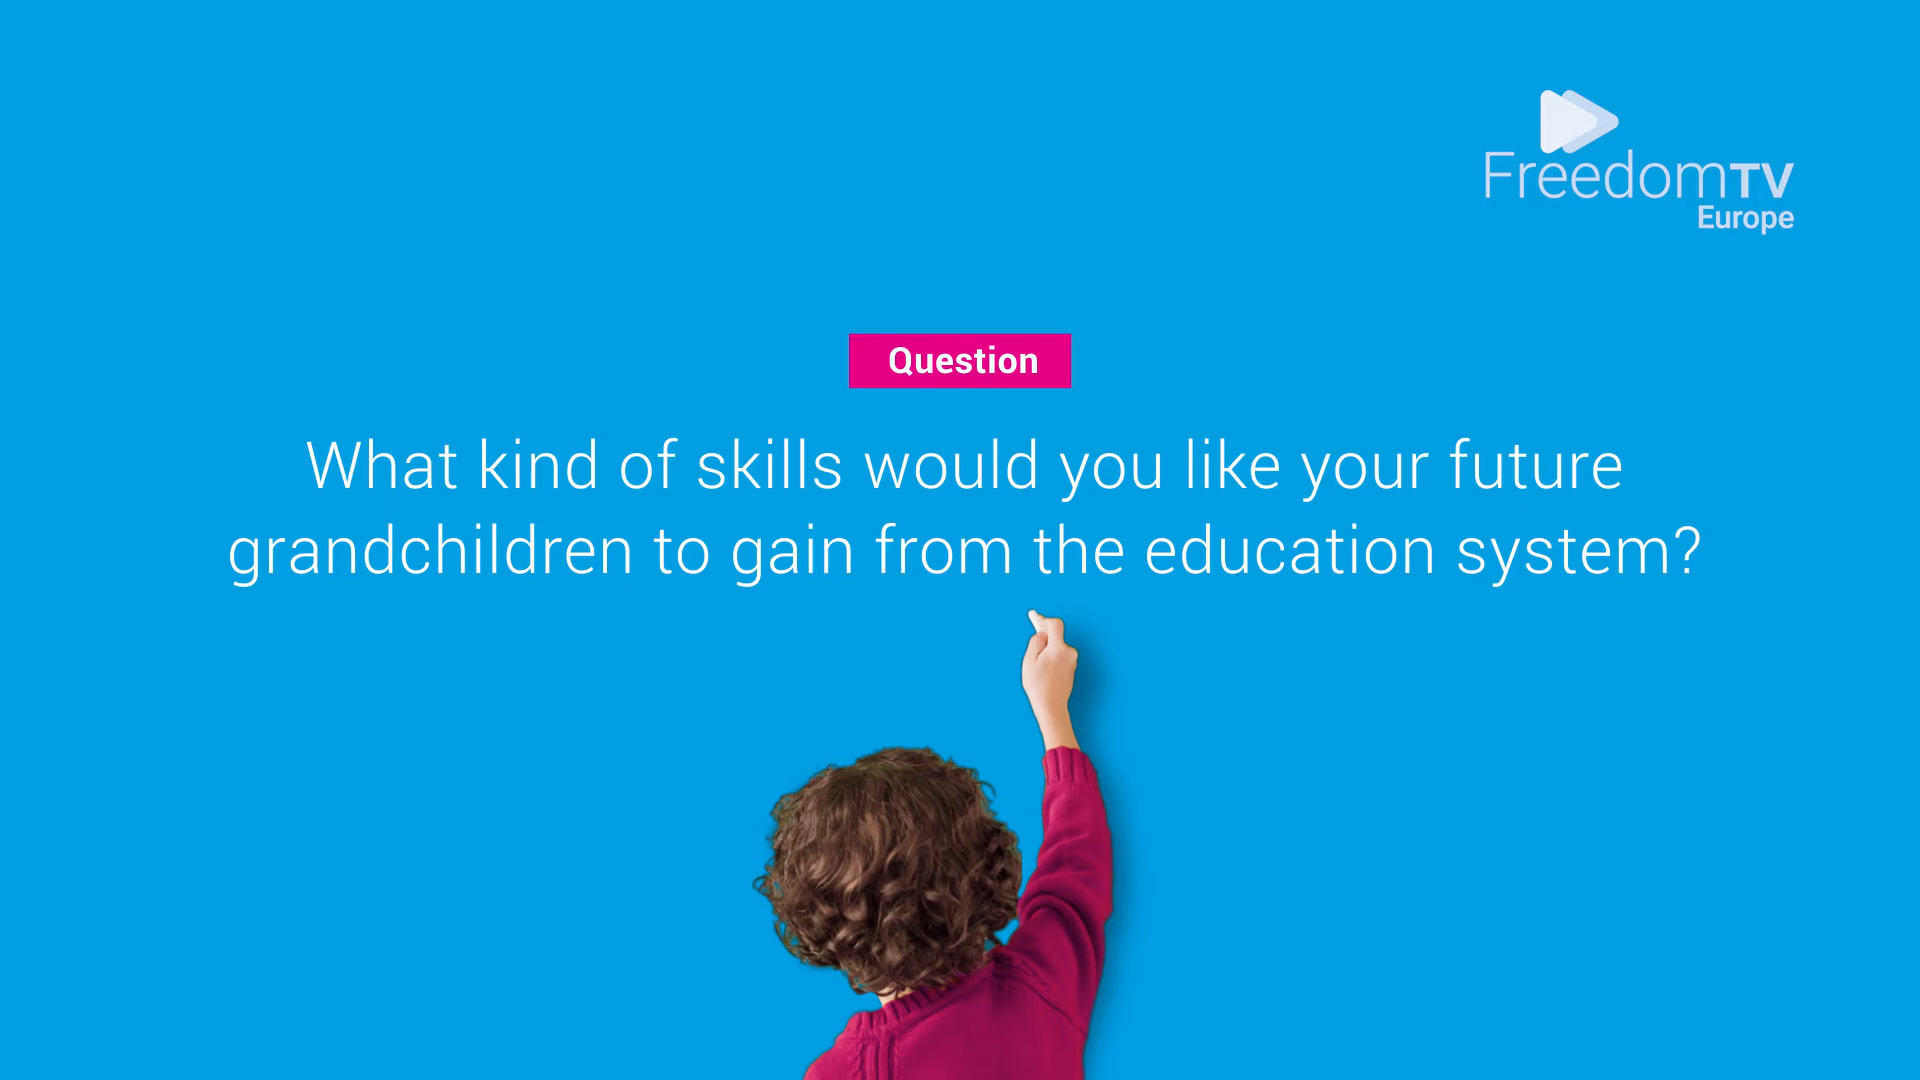 FreedomTV
Europe
Question
What kind of skills would you like your future
grandchildren to gain from the education system?